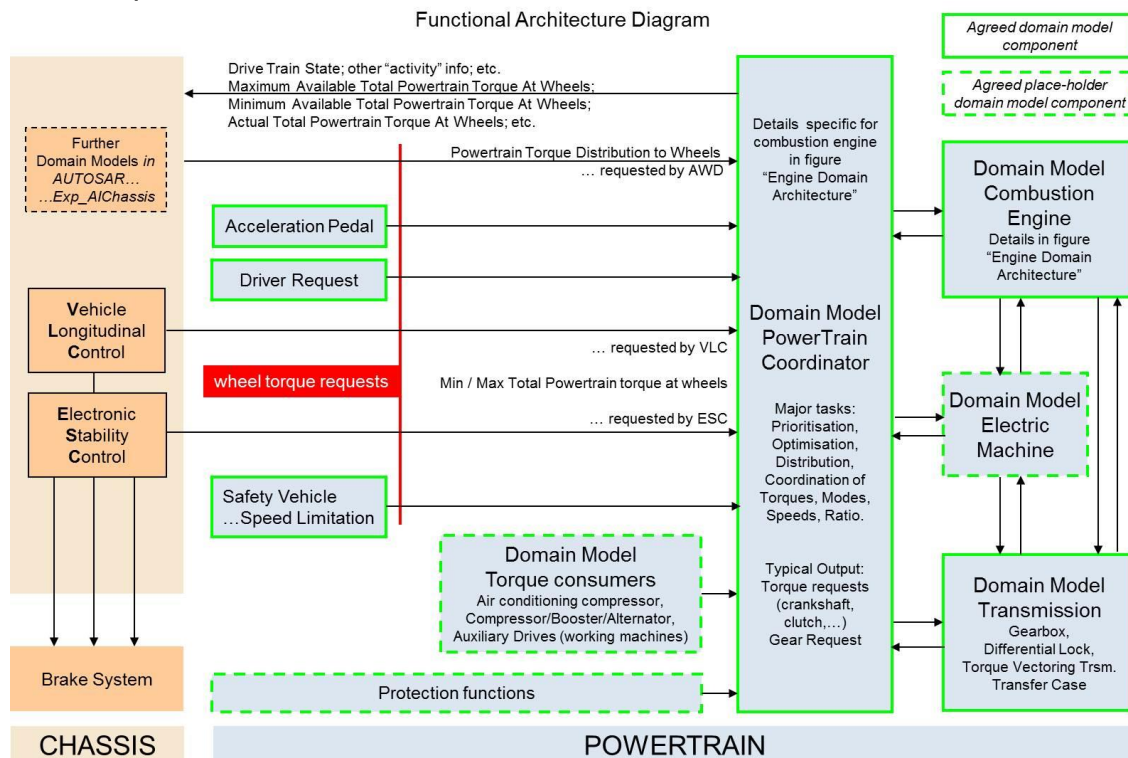 Functional Architecture Diagram
Agreed domain model
component
Agreed place-holder
domain model component
Drive Train State; other “activity” info; etc.
Maximum Available Total Powertrain Torque At Wheels;
Minimum Available Total Powertrain Torque At Wheels;
Actual Total Powertrain Torque At Wheels; etc.
Further
Domain Models in
AUTOSAR…
…Exp_AIChassis
Powertrain Torque Distribution to Wheels
… requested by AWD
Acceleration Pedal
Driver Request
Vehicle
Longitudinal
Control
… requested by VLC
wheel torque requests
Min / Max Total Powertrain torque at wheels
Electronic
Stability
Control
… requested by ESC
Safety Vehicle
…Speed Limitation
Domain Model
Torque consumers
Air conditioning compressor,
Compressor/Booster/Alternator,
Auxiliary Drives (working machines)
Protection functions
Brake System
Details specific for
combustion engine
in figure
“Engine Domain
Architecture”
Domain Model
PowerTrain
Coordinator
Major tasks:
Prioritisation,
Optimisation,
Distribution,
Coordination of
Torques, Modes,
Speeds, Ratio.
Typical Output:
Torque requests
(crankshaft,
clutch,…)
Gear Request
Domain Model
Combustion
Engine
Details in figure
“Engine Domain
Architecture”
Domain Model
Electric
Machine
Domain Model
Transmission
Gearbox,
Differential Lock,
Torque Vectoring Trsm.
Transfer Case
CHASSIS
POWERTRAIN